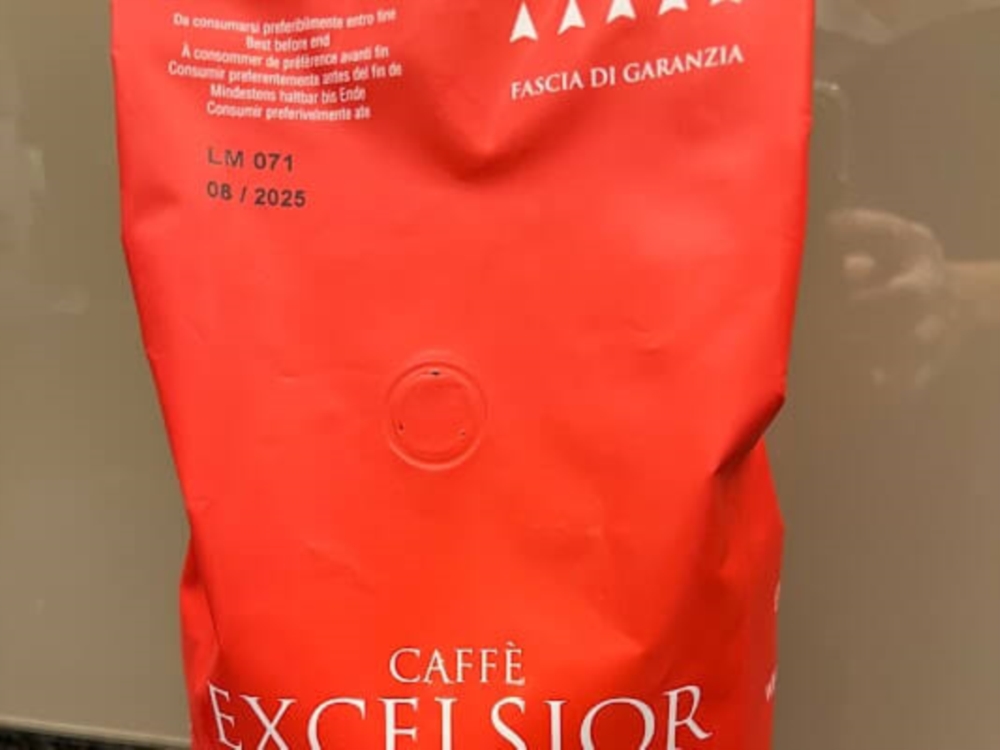 Da consumarsi preferibilmente entro fine
Best before end
À consommer de préférence avanti fin
Consumir preferentemente antes del fin de
Mindestens haltbar bis Ende
Consumir preferivelmente ate
LM 071
08 / 2025
FASCIA DI GARANZIA
CAFFÈ
EXCELSIOR